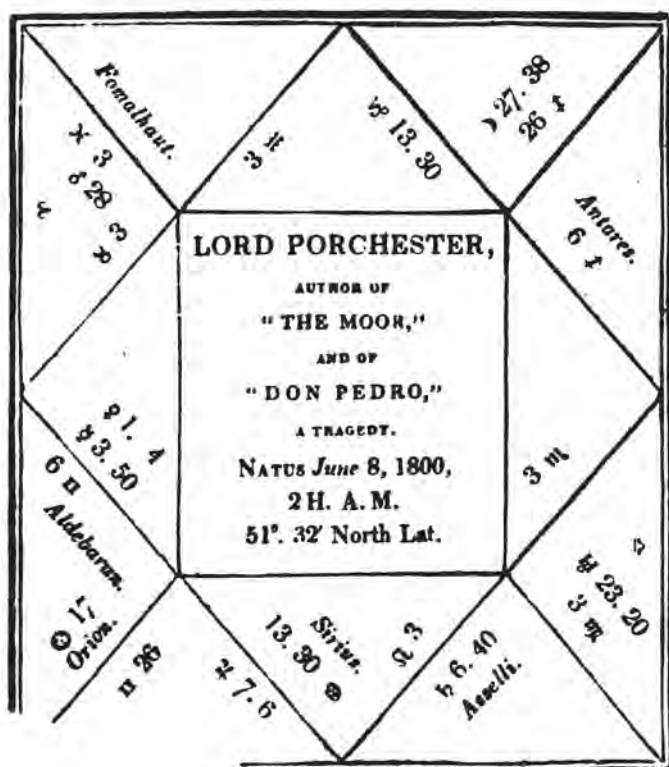 Fomalhaut.
♓ 3
♂ 28
♉ 3
3 ♒
♑ 13. 30
☽ 27. 38
26 ♐
Antares.
6 ♐
LORD PORCHESTER,
AUTHOR OF
"THE MOOR,"
AND OF
"DON PEDRO,"
A TRAGEDY.
NATUS June 8, 1800,
2 H. A. M.
51°. 32′ North Lat.
1. 4
3. 50
6 ♊
Aldebaran.
☉ 17
Orion.
♊ 26
♃ 7. 6
Sirius.
13. 30 ♋
♌ 3
♄ 6. 40
Asselli.
3 ♏
♅ 23. 20
3 ♍